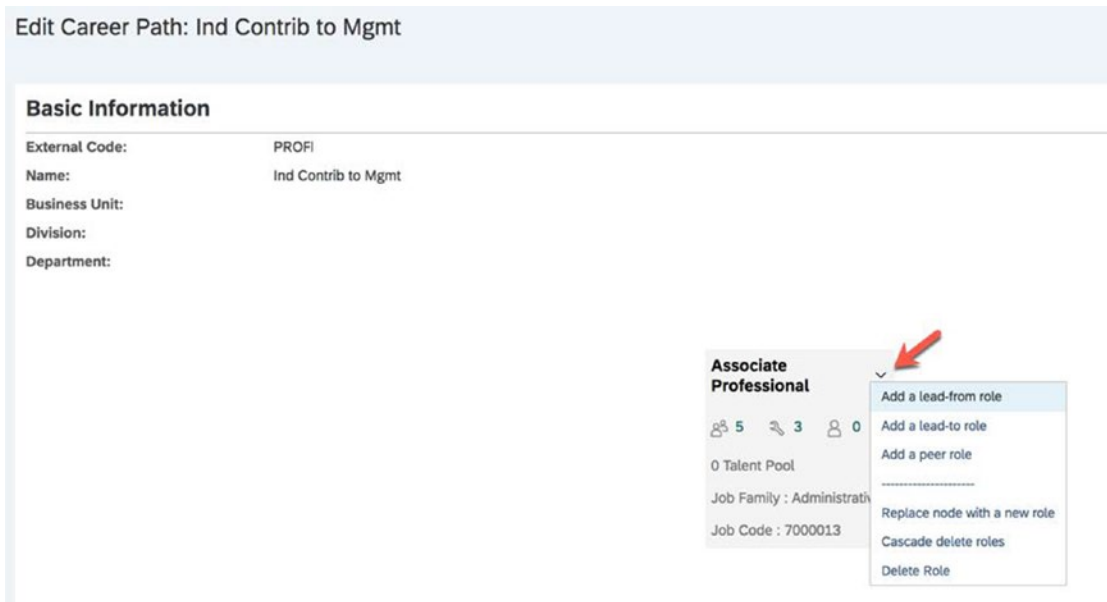 Edit Career Path: Ind Contrib to Mgmt
Basic Information
External Code: PROFI
Name: Ind Contrib to Mgmt
Business Unit:
Division:
Department:
Associate
Professional
5 3 0
0 Talent Pool
Job Family : Administrativ
Job Code : 7000013
Add a lead-from role
Add a lead-to role
Add a peer role
---------------------
Replace node with a new role
Cascade delete roles
Delete Role